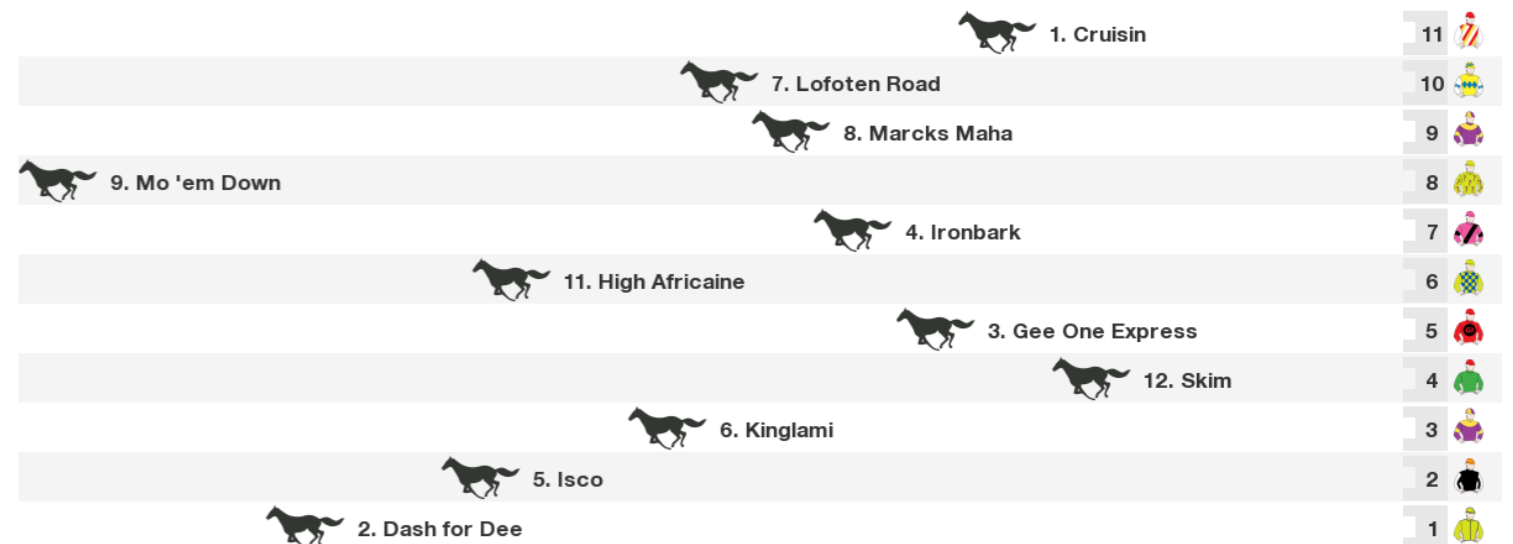 1. Cruisin 11
7. Lofoten Road 10
8. Marcks Maha 9
9. Mo 'em Down 8
4. Ironbark 7
11. High Africaine 6
3. Gee One Express 5
12. Skim 4
6. Kinglami 3
5. Isco 2
2. Dash for Dee 1